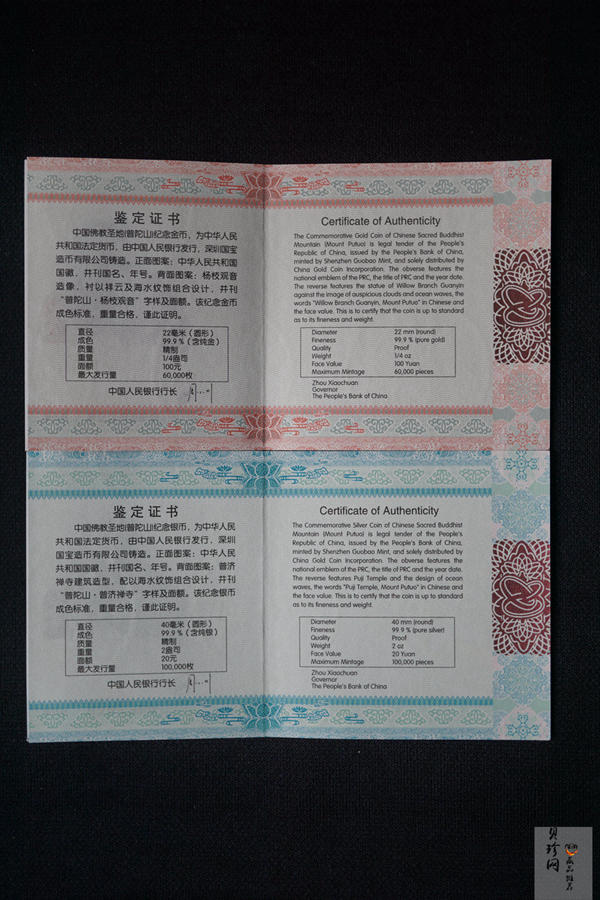 鉴定证书
中国佛教圣地(普陀山)纪念金币，为中华人民
共和国法定货币，由中国人民银行发行，深圳国宝
造币有限公司铸造。正面图案：中华人民共和国
国徽，并刊国名、年号。背面图案：杨枝观音
造像，衬以祥云及海水纹饰组合设计，并刊
“普陀山·杨枝观音”字样及面额。该纪念金币
成色标准，重量合格，谨此证明。
直径 22毫米（圆形）
成色 99.9％（含纯金）
质量 精制
重量 1/4盎司
面额 100元
最大发行量 60,000枚
中国人民银行行长
Certificate of Authenticity
The Commemorative Gold Coin of Chinese Sacred Buddhist
Mountain (Mount Putuo) is legal tender of the People's
Republic of China, issued by the People's Bank of China,
minted by Shenzhen Guobao Mint, and solely distributed by
China Gold Coin Incorporation. The obverse features the
national emblem of the PRC, the title of PRC and the year date.
The reverse features the statue of Willow Branch Guanyin
against the image of auspicious clouds and ocean waves, the
words "Willow Branch Guanyin, Mount Putuo" in Chinese and
the face value. This is to certify that the coin is up to standard
as to its fineness and weight.
Diameter 22 mm (round)
Fineness 99.9 % (pure gold)
Quality Proof
Weight 1/4 oz
Face Value 100 Yuan
Maximum Mintage 60,000 pieces
Zhou Xiaochuan
Governor
The People's Bank of China
鉴定证书
中国佛教圣地(普陀山)纪念银币，为中华人民
共和国法定货币，由中国人民银行发行，深圳
国宝造币有限公司铸造。正面图案：中华人民
共和国国徽，并刊国名、年号。背面图案：普济
禅寺建筑造型，配以海水纹饰组合设计，并刊
“普陀山·普济禅寺”字样及面额。该纪念银币
成色标准，重量合格，谨此证明。
直径 40毫米（圆形）
成色 99.9％（含纯银）
质量 精制
重量 2盎司
面额 20元
最大发行量 100,000枚
中国人民银行行长
Certificate of Authenticity
The Commemorative Silver Coin of Chinese Sacred Buddhist
Mountain (Mount Putuo) is legal tender of the People's
Republic of China, issued by the People's Bank of China,
minted by Shenzhen Guobao Mint, and solely distributed by
China Gold Coin Incorporation. The obverse features the
national emblem of the PRC, the title of PRC and the year date.
The reverse features Puji Temple and the design of ocean
waves, the words "Puji Temple, Mount Putuo" in Chinese and
the face value. This is to certify that the coin is up to standard
as to its fineness and weight.
Diameter 40 mm (round)
Fineness 99.9 % (pure silver)
Quality Proof
Weight 2 oz
Face Value 20 Yuan
Maximum Mintage 100,000 pieces
Zhou Xiaochuan
Governor
The People's Bank of China
贝珍网